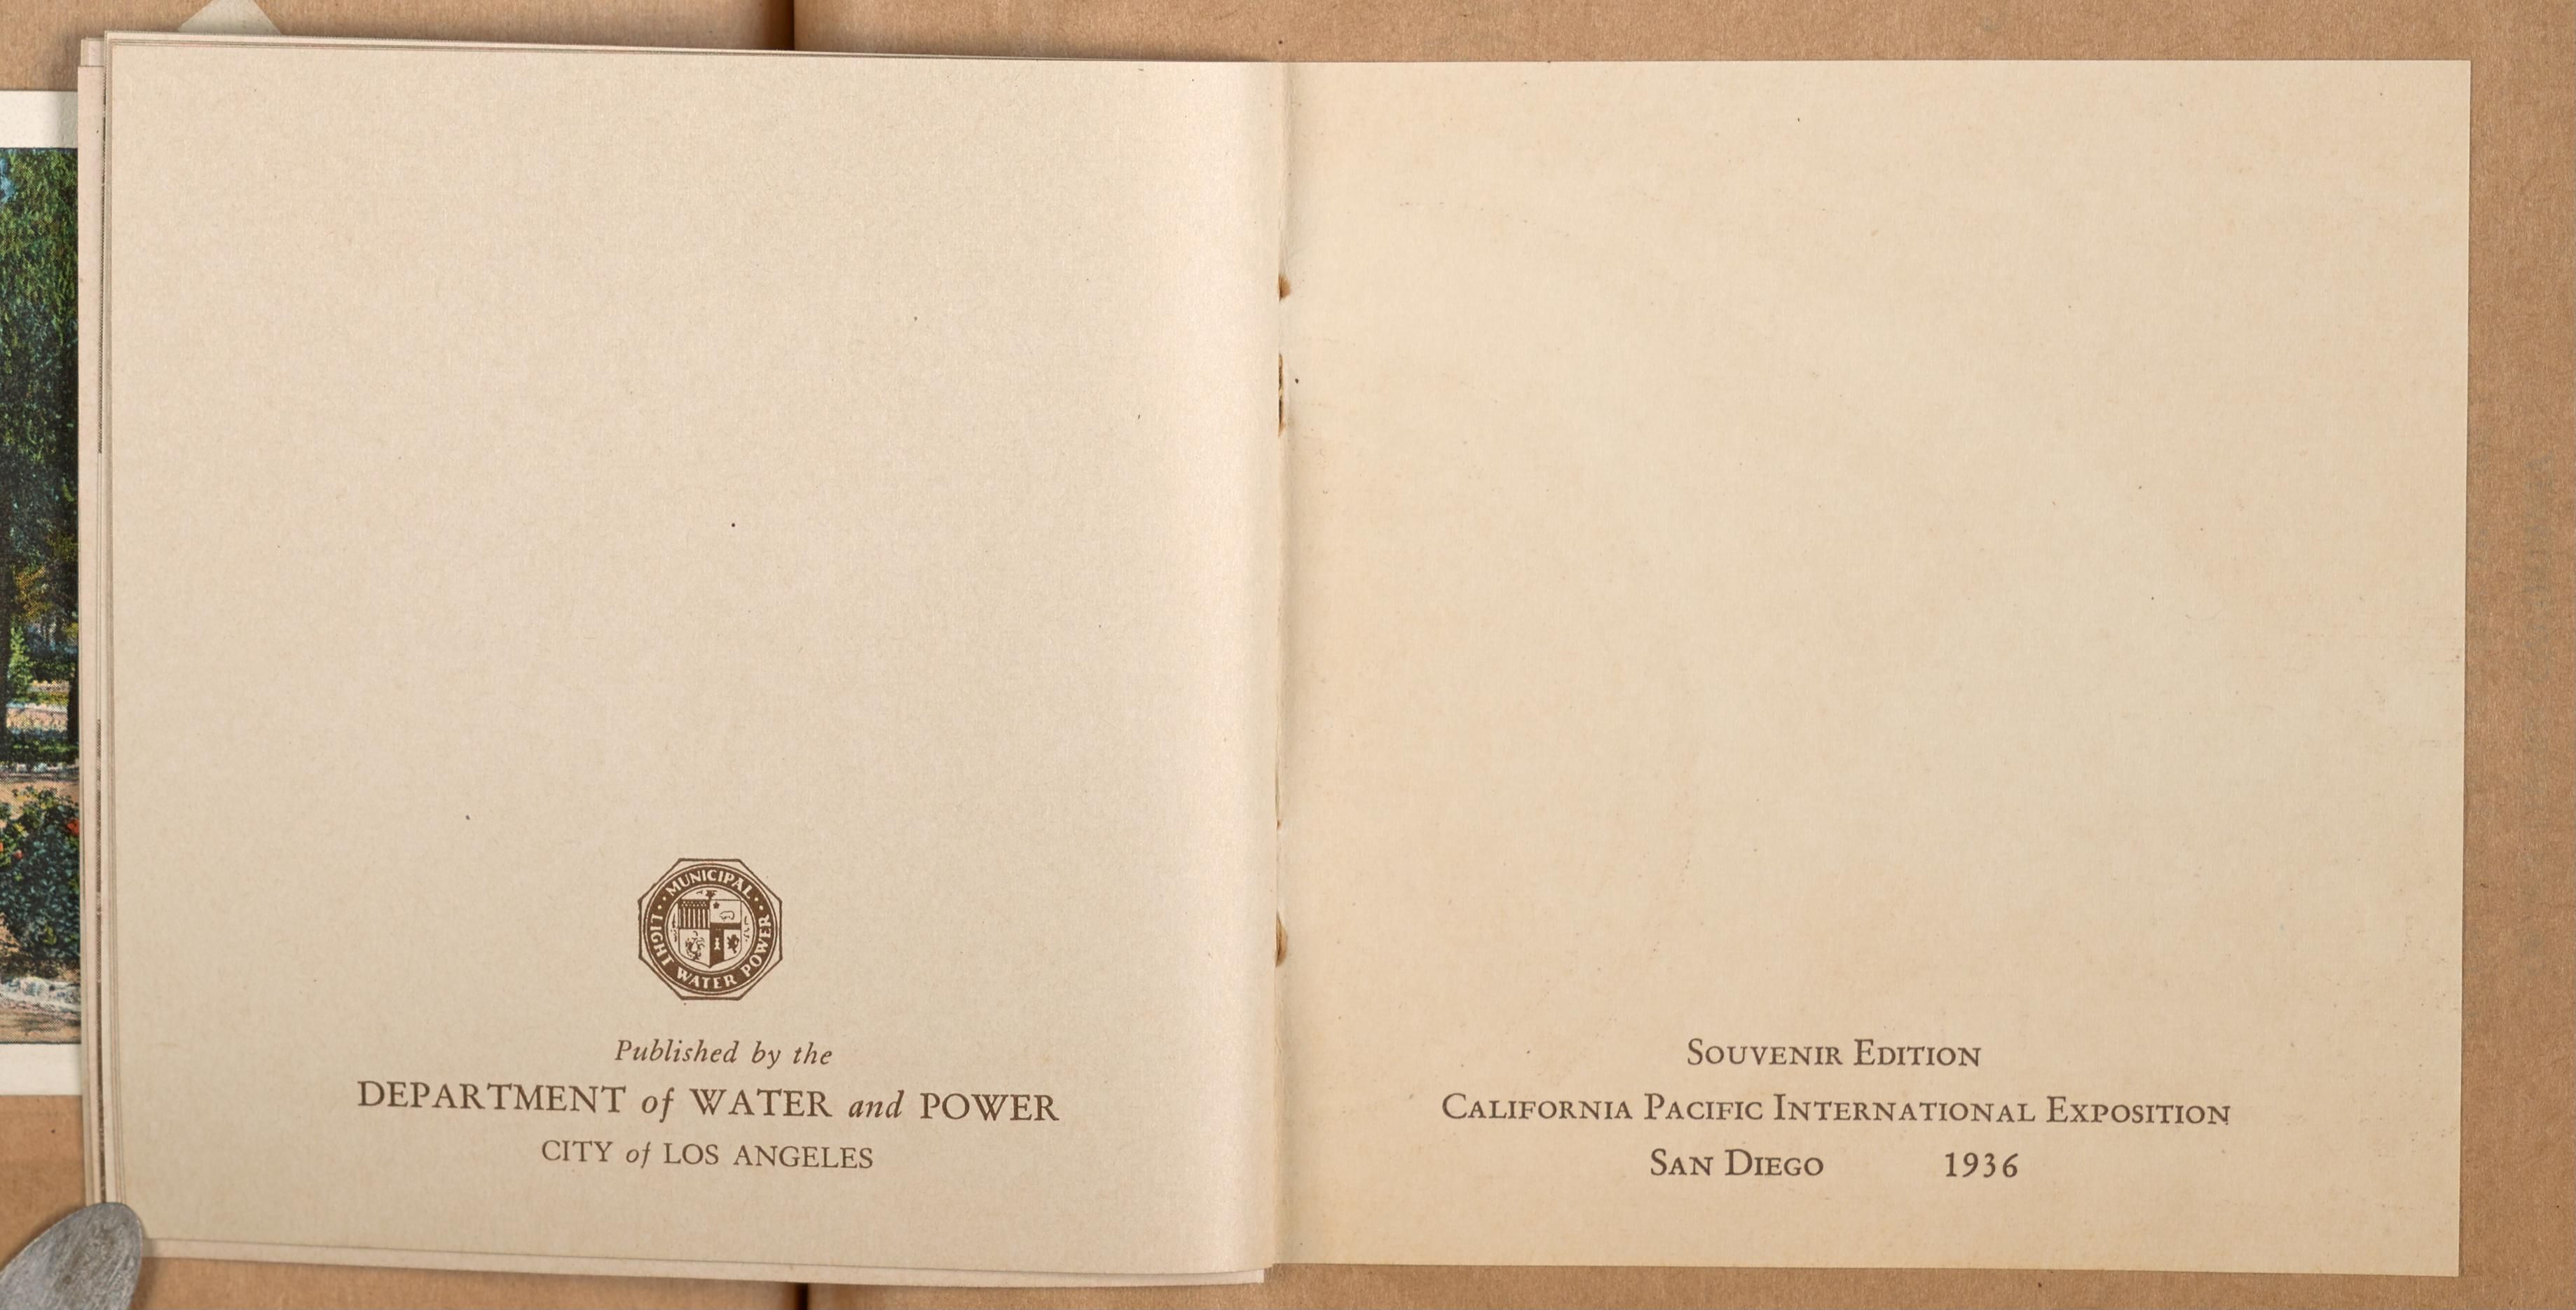 MUNICIPAL
LIGHT WATER POWER
Published by the
DEPARTMENT of WATER and POWER
CITY of LOS ANGELES
SOUVENIR EDITION
CALIFORNIA PACIFIC INTERNATIONAL EXPOSITION
SAN DIEGO 1936